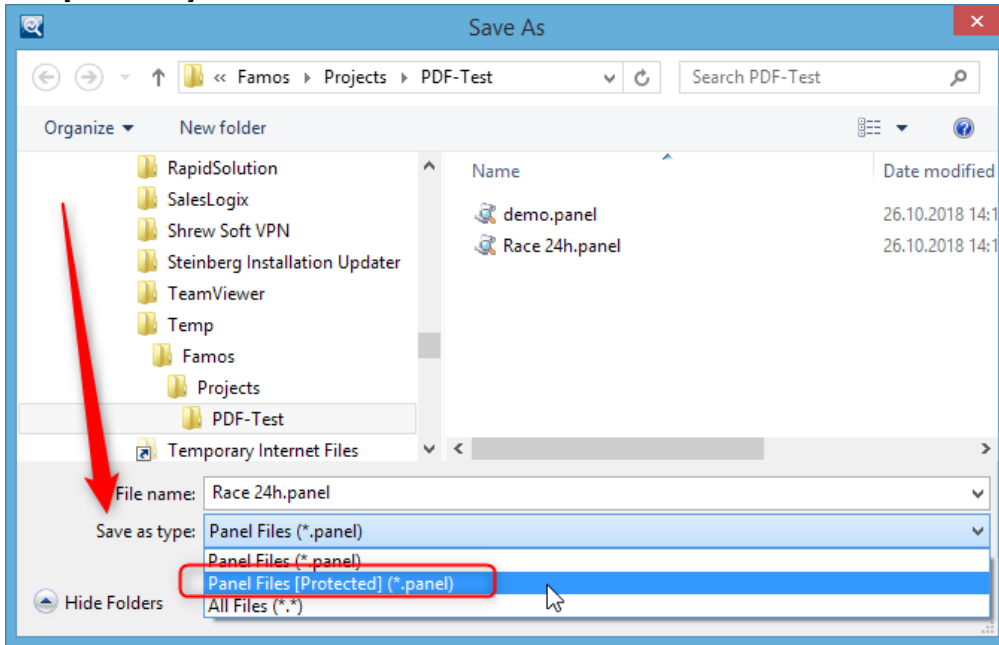 Save As
« Famos Projects PDF-Test
Search PDF-Test
Organize New folder
RapidSolution
SalesLogix
Shrew Soft VPN
Steinberg Installation Updater
TeamViewer
Temp
Famos
Projects
PDF-Test
Temporary Internet Files
Name Date modified
demo.panel 26.10.2018 14:1
Race 24h.panel 26.10.2018 14:1
File name: Race 24h.panel
Save as type: Panel Files (*.panel)
Panel Files (*.panel)
Panel Files [Protected] (*.panel)
All Files (*.*)
Hide Folders